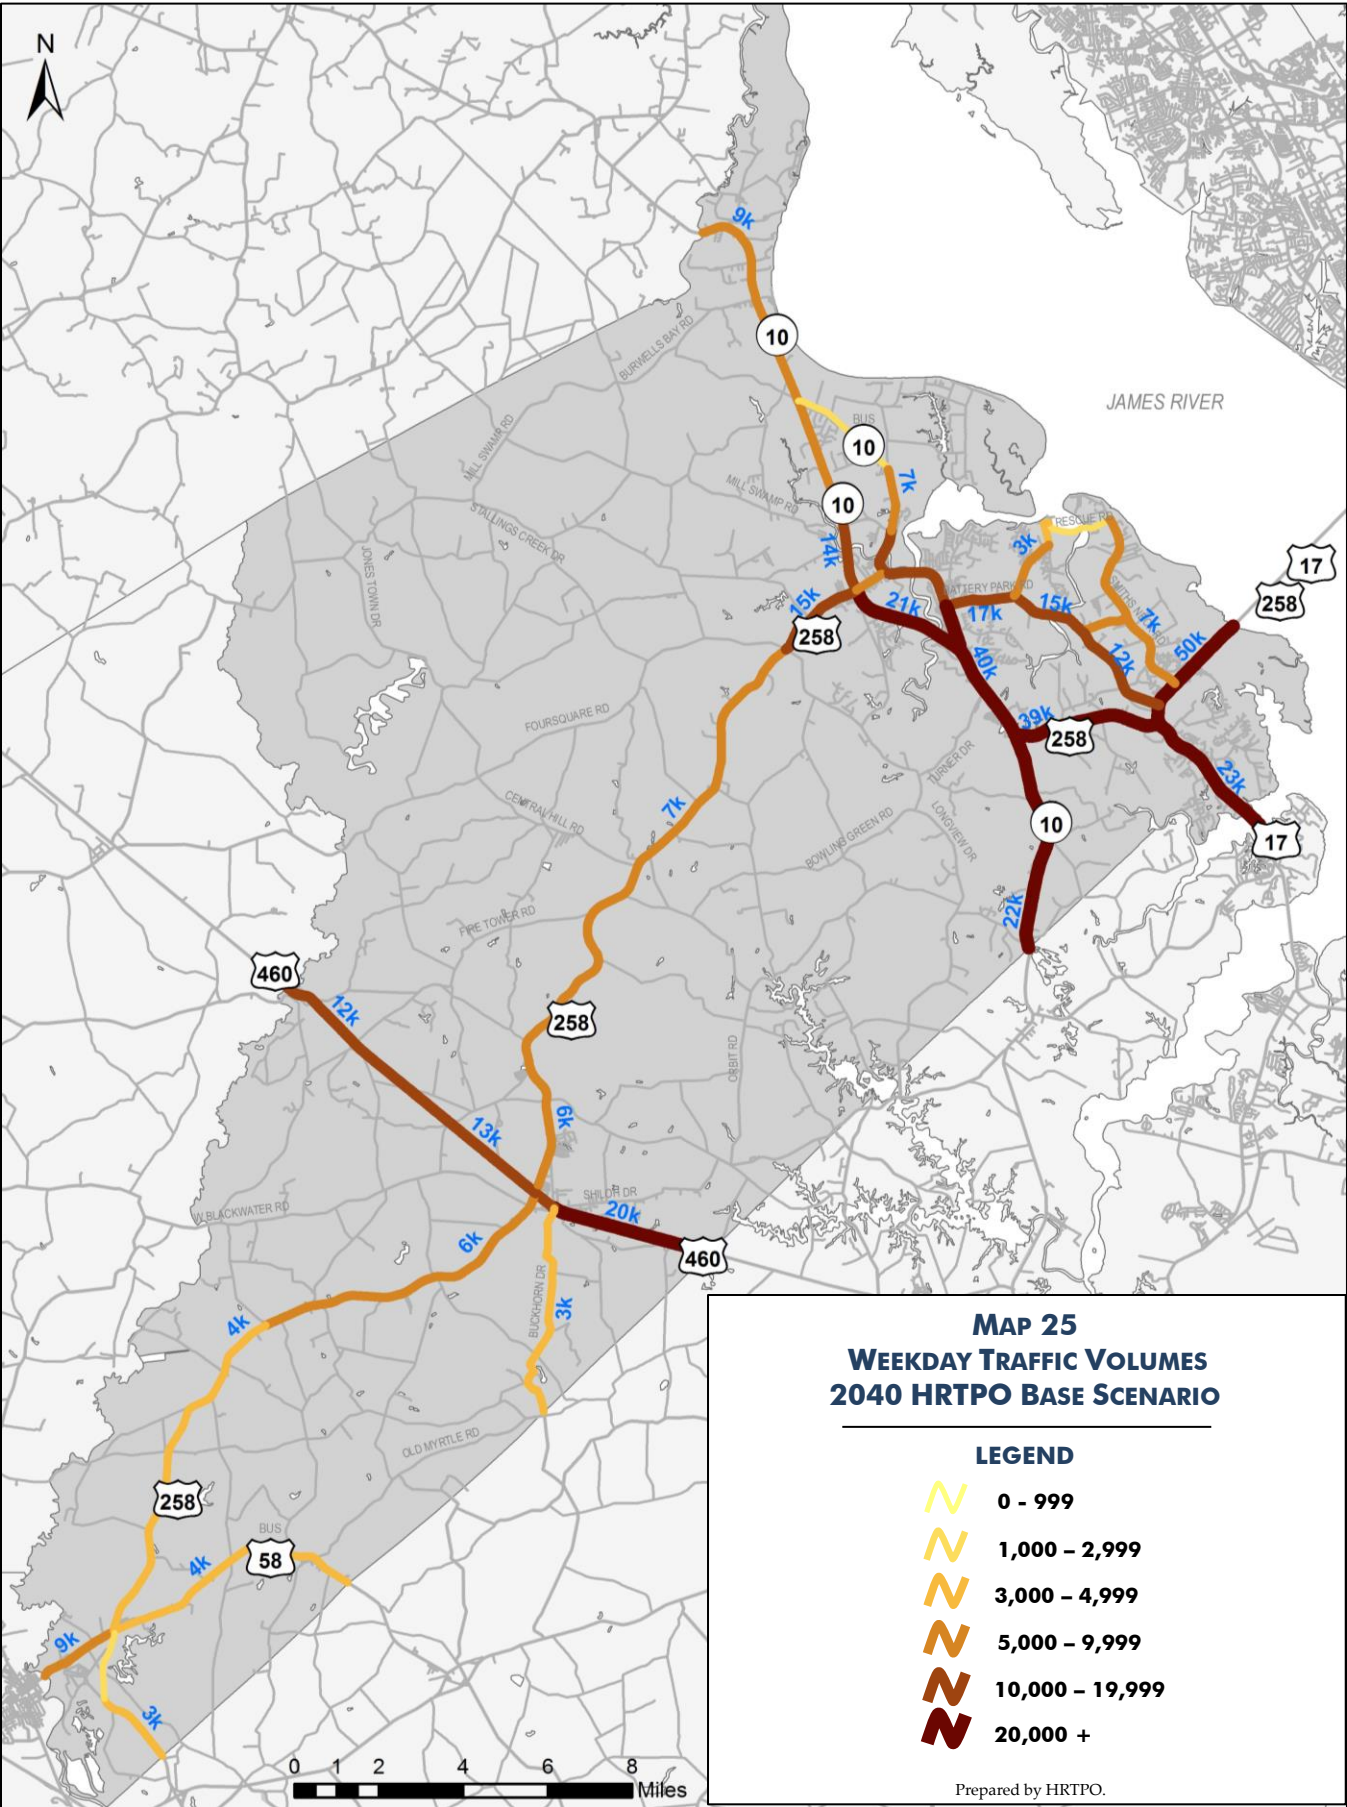 N
9k
10
BURWELLS BAY RD
JAMES RIVER
MILL SWAMP RD
BUS
10
7k
MILL SWAMP RD
10
STALLINGS CREEK DR
JONES TOWN DR
14k
RESCUE RD
3k
17
258
BATTERY PARK RD
15k
21k
17k
15k
7k
258
12k
50k
40k
FOURSQUARE RD
39k
258
TURNER DR
23k
7k
CENTRAL HILL RD
BOWLING GREEN RD
LONGVIEW DR
10
17
FIRE TOWER RD
22k
460
12k
258
ORBIT RD
6k
13k
SHILOH DR
W BLACKWATER RD
20k
6k
460
BUCKHORN DR
3k
4k
OLD MYRTLE RD
258
BUS
58
4k
9k
3k
0 1 2 4 6 8
Miles
MAP 25
WEEKDAY TRAFFIC VOLUMES
2040 HRTPO BASE SCENARIO
LEGEND
0 - 999
1,000 – 2,999
3,000 – 4,999
5,000 – 9,999
10,000 – 19,999
20,000 +
Prepared by HRTPO.